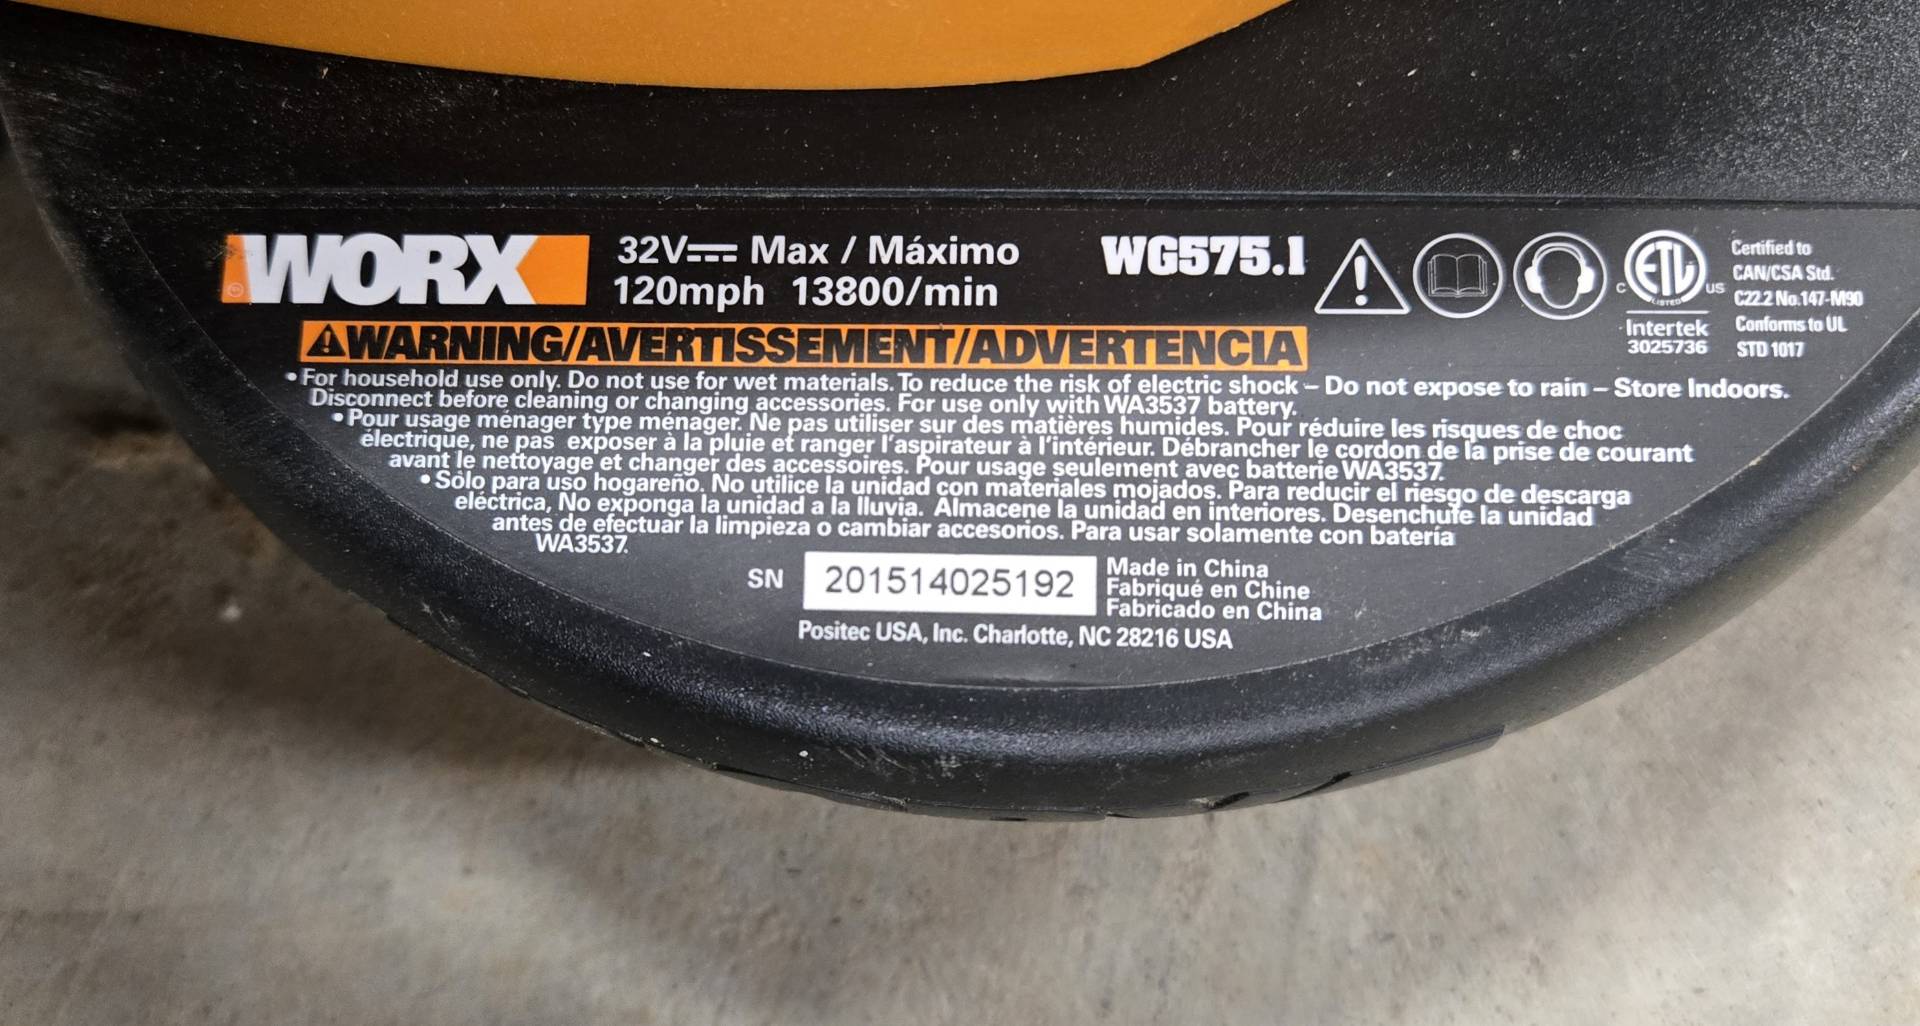 WORX
32V Max / Máximo
120mph 13800/min
WG575.1
C ETL US
LISTED
Intertek
3025736
Certified to
CAN/CSA Std.
C22.2 No.147-M90
Conforms to UL
STD 1017
WARNING/AVERTISSEMENT/ADVERTENCIA
• For household use only. Do not use for wet materials. To reduce the risk of electric shock – Do not expose to rain – Store Indoors.
Disconnect before cleaning or changing accessories. For use only with WA3537 battery.
• Pour usage ménager type ménager. Ne pas utiliser sur des matières humides. Pour réduire les risques de choc
électrique, ne pas exposer à la pluie et ranger l'aspirateur à l'intérieur. Débrancher le cordon de la prise de courant
avant le nettoyage et changer des accessoires. Pour usage seulement avec batterie WA3537.
• Sólo para uso hogareño. No utilice la unidad con materiales mojados. Para reducir el riesgo de descarga
eléctrica, No exponga la unidad a la lluvia. Almacene la unidad en interiores. Desenchufe la unidad
antes de efectuar la limpieza o cambiar accesorios. Para usar solamente con batería
WA3537.
SN 201514025192
Made in China
Fabriqué en Chine
Fabricado en China
Positec USA, Inc. Charlotte, NC 28216 USA